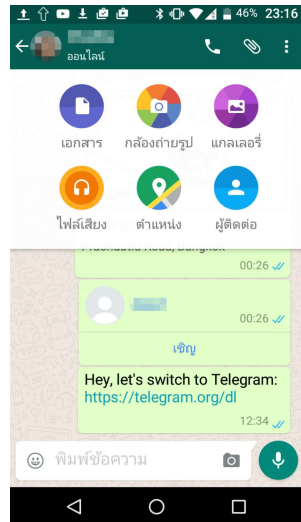 46% 23:16
ออนไลน์
เอกสาร กล้องถ่ายรูป แกลเลอรี่
ไฟล์เสียง ตำแหน่ง ผู้ติดต่อ
00:26
00:26
เชิญ
Hey, let's switch to Telegram:
https://telegram.org/dl
12:34
พิมพ์ข้อความ